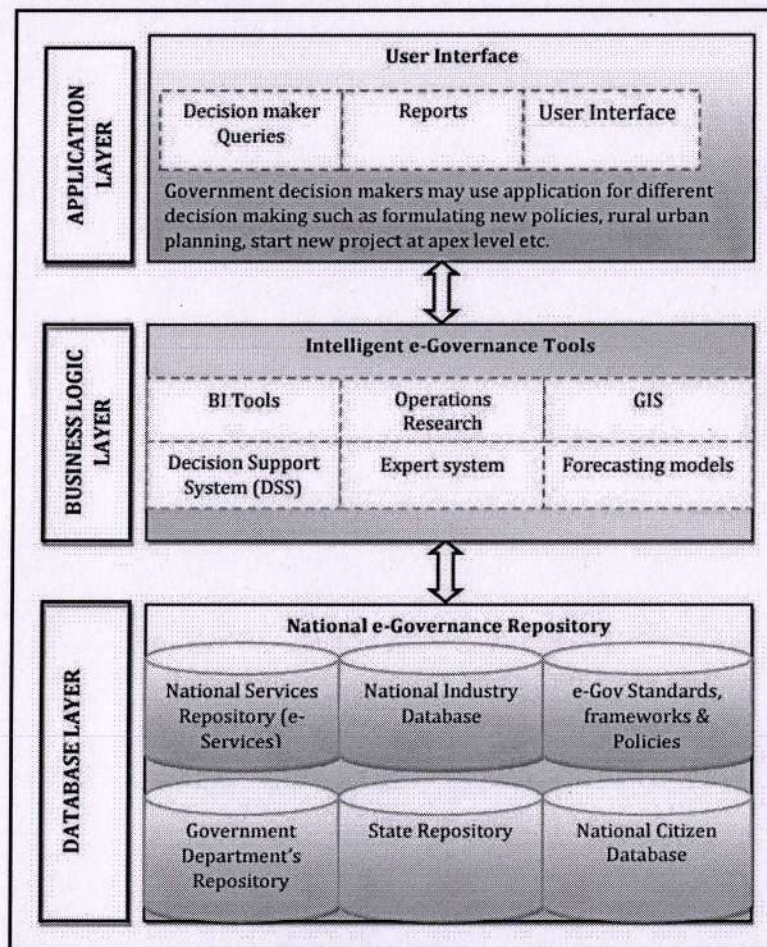 APPLICATION
LAYER
User Interface
Decision maker
Queries
Reports
User Interface
Government decision makers may use application for different
decision making such as formulating new policies, rural urban
planning, start new project at apex level etc.
BUSINESS LOGIC
LAYER
Intelligent e-Governance Tools
BI Tools
Operations
Research
GIS
Decision Support
System (DSS)
Expert system
Forecasting models
DATABASE LAYER
National e-Governance Repository
National Services
Repository (e-
Services)
National Industry
Database
e-Gov Standards,
frameworks &
Policies
Government
Department's
Repository
State Repository
National Citizen
Database